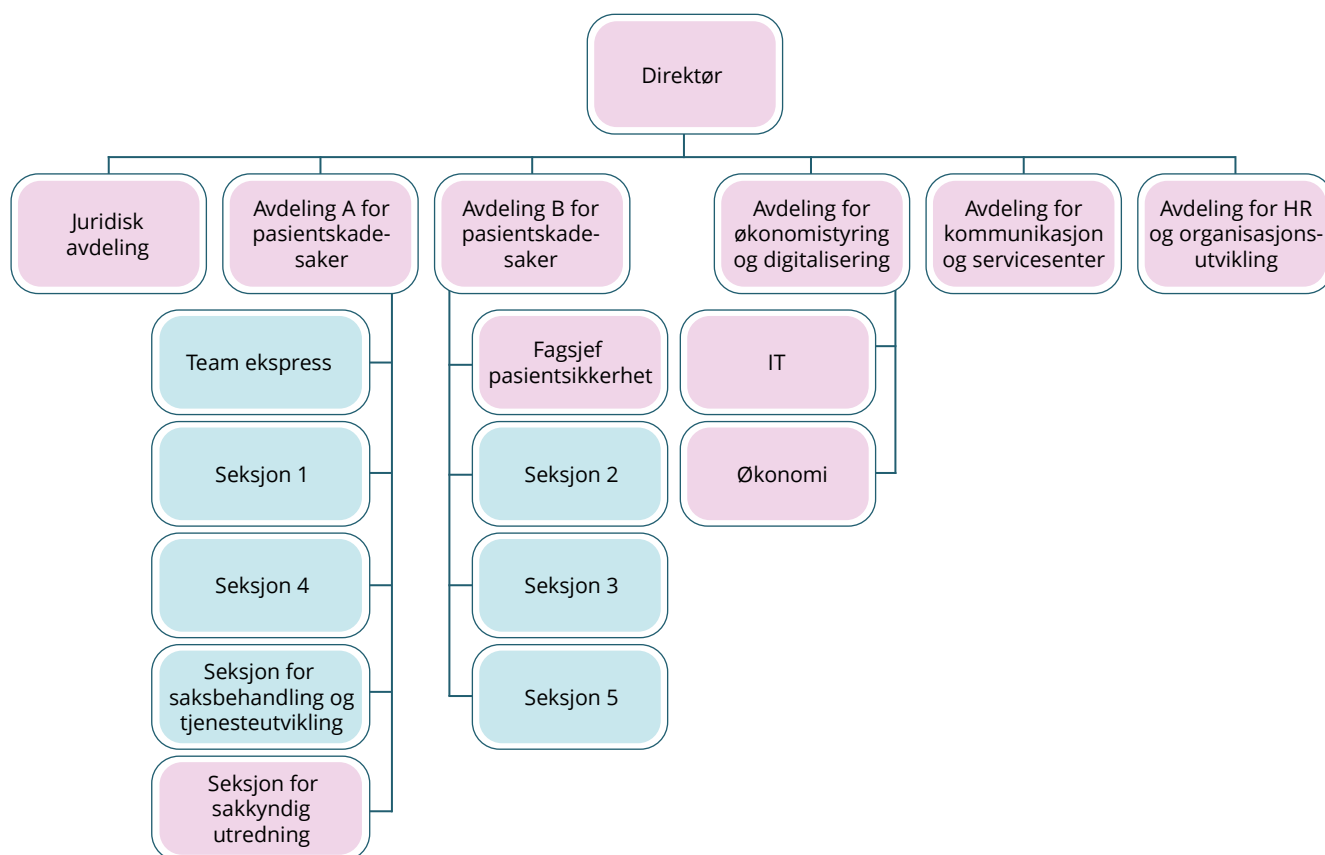 Direktør
Juridisk
avdeling
Avdeling A for
pasientskade-
saker
Avdeling B for
pasientskade-
saker
Avdeling for
økonomistyring
og digitalisering
Avdeling for
kommunikasjon
og servicesenter
Avdeling for HR
og organisasjons-
utvikling
Team ekspress
Seksjon 1
Seksjon 4
Seksjon for
saksbehandling og
tjenesteutvikling
Seksjon for
sakkyndig
utredning
Fagsjef
pasientsikkerhet
Seksjon 2
Seksjon 3
Seksjon 5
IT
Økonomi